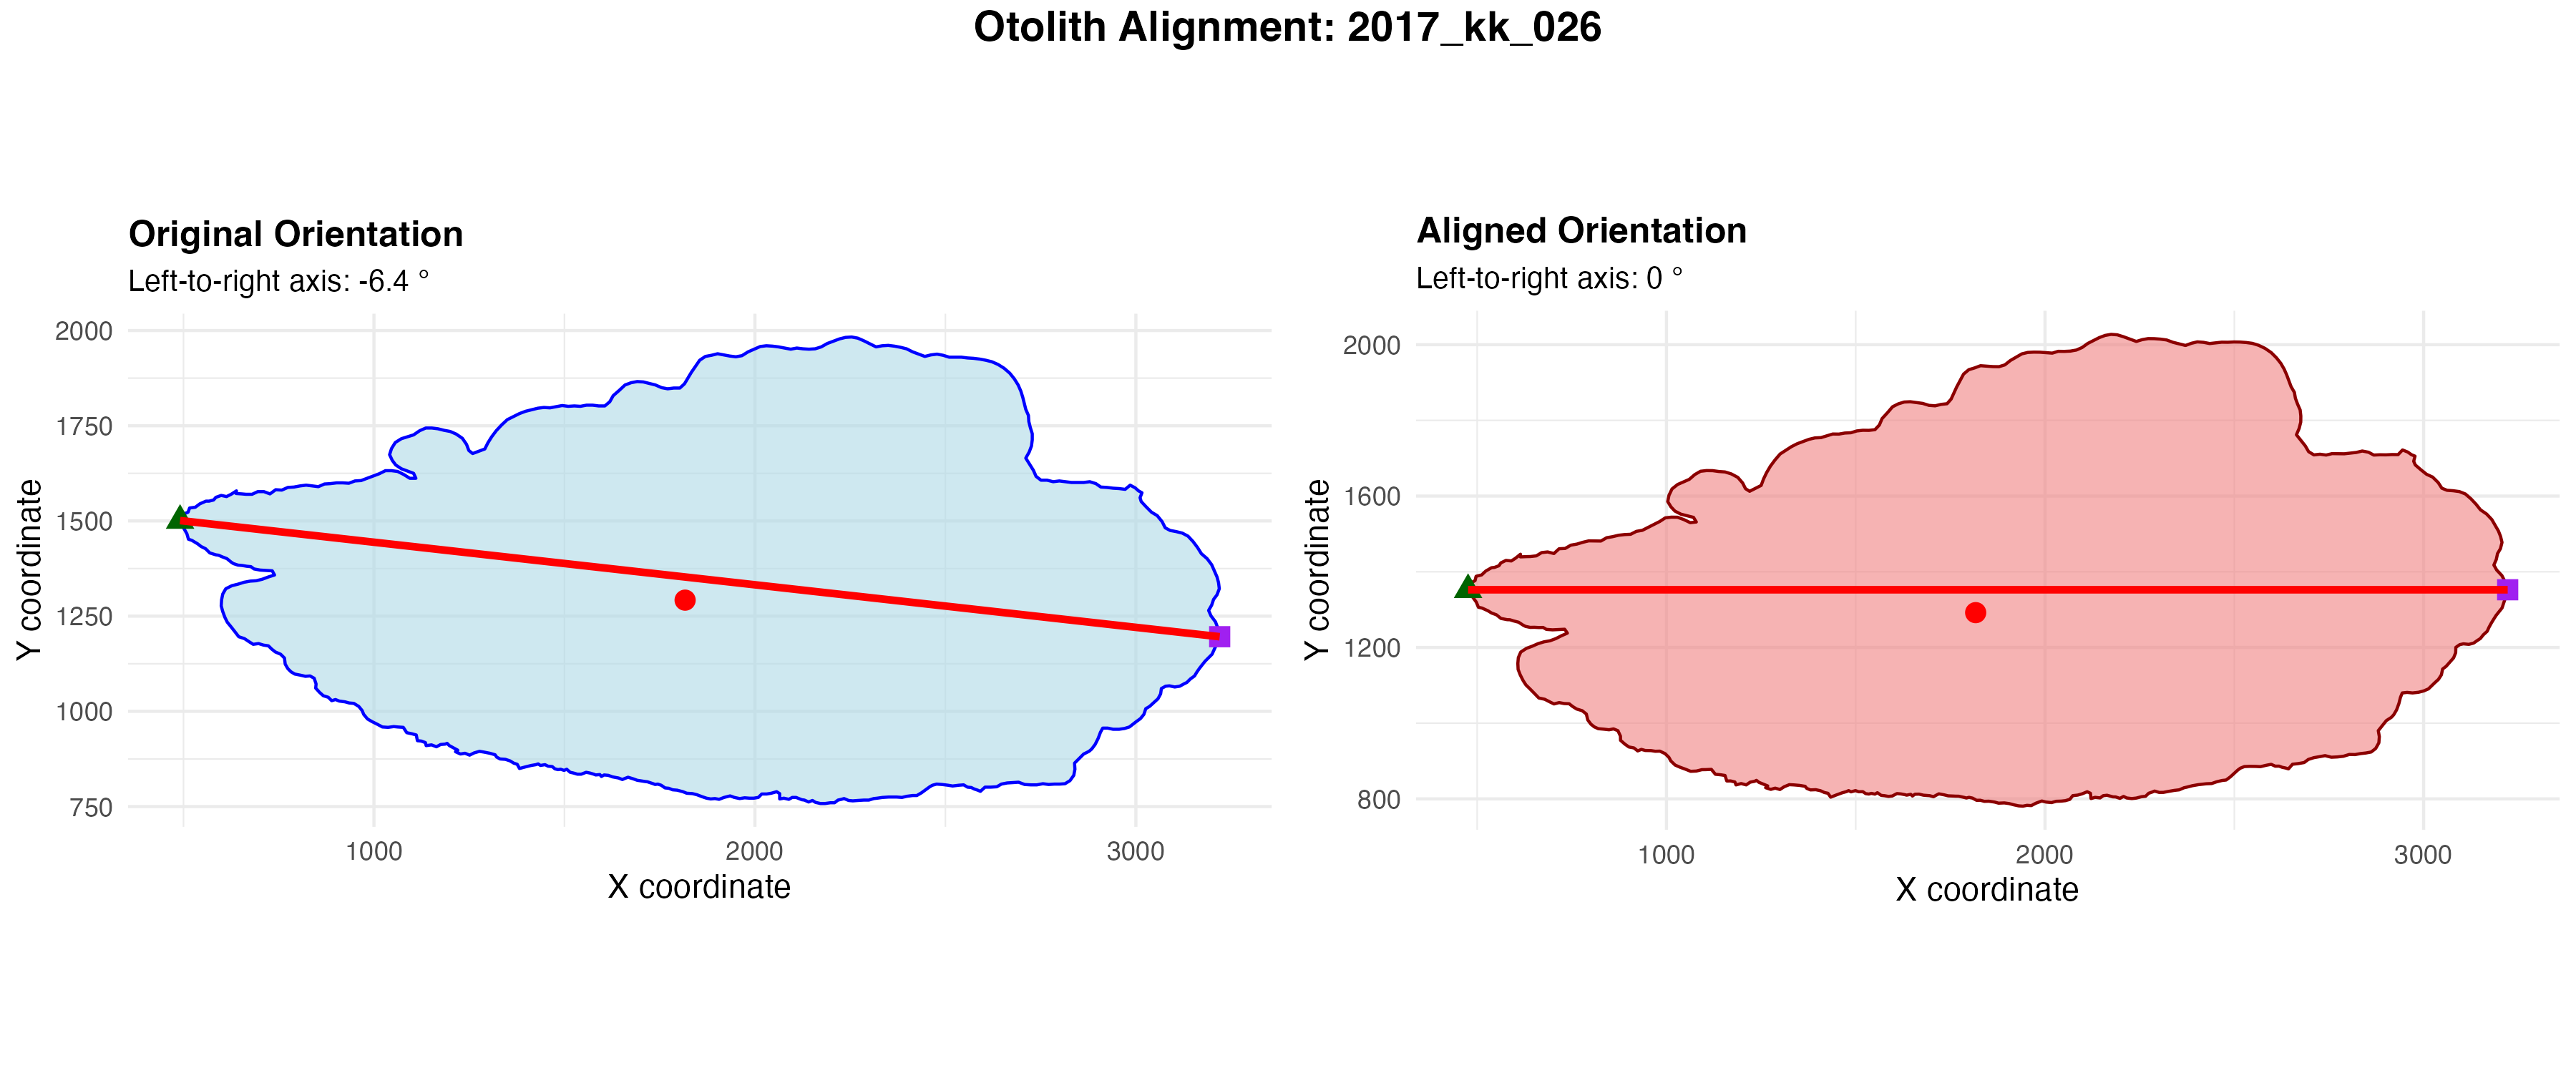 Otolith Alignment: 2017_kk_026
Original Orientation
Left-to-right axis: -6.4 °
Y coordinate
2000
1750
1500
1250
1000
750
1000
2000
3000
X coordinate
Aligned Orientation
Left-to-right axis: 0 °
Y coordinate
2000
1600
1200
800
1000
2000
3000
X coordinate